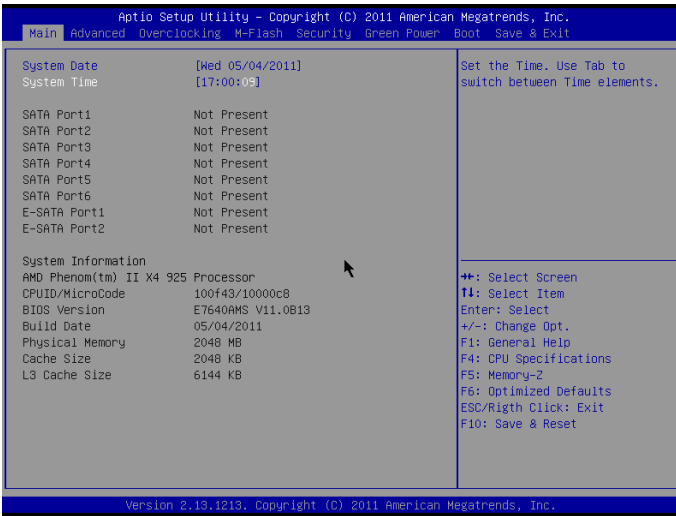 Aptio Setup Utility – Copyright (C) 2011 American Megatrends, Inc.
Main Advanced Overclocking M-Flash Security Green Power Boot Save & Exit
System Date [Wed 05/04/2011]
System Time [17:00:09]
SATA Port1 Not Present
SATA Port2 Not Present
SATA Port3 Not Present
SATA Port4 Not Present
SATA Port5 Not Present
SATA Port6 Not Present
E-SATA Port1 Not Present
E-SATA Port2 Not Present
System Information
AMD Phenom(tm) II X4 925 Processor
CPUID/MicroCode 100f43/10000c8
BIOS Version E7640AMS V11.0B13
Build Date 05/04/2011
Physical Memory 2048 MB
Cache Size 2048 KB
L3 Cache Size 6144 KB
Set the Time. Use Tab to
switch between Time elements.
→←: Select Screen
↑↓: Select Item
Enter: Select
+/-: Change Opt.
F1: General Help
F4: CPU Specifications
F5: Memory-Z
F6: Optimized Defaults
ESC/Rigth Click: Exit
F10: Save & Reset
Version 2.13.1213. Copyright (C) 2011 American Megatrends, Inc.